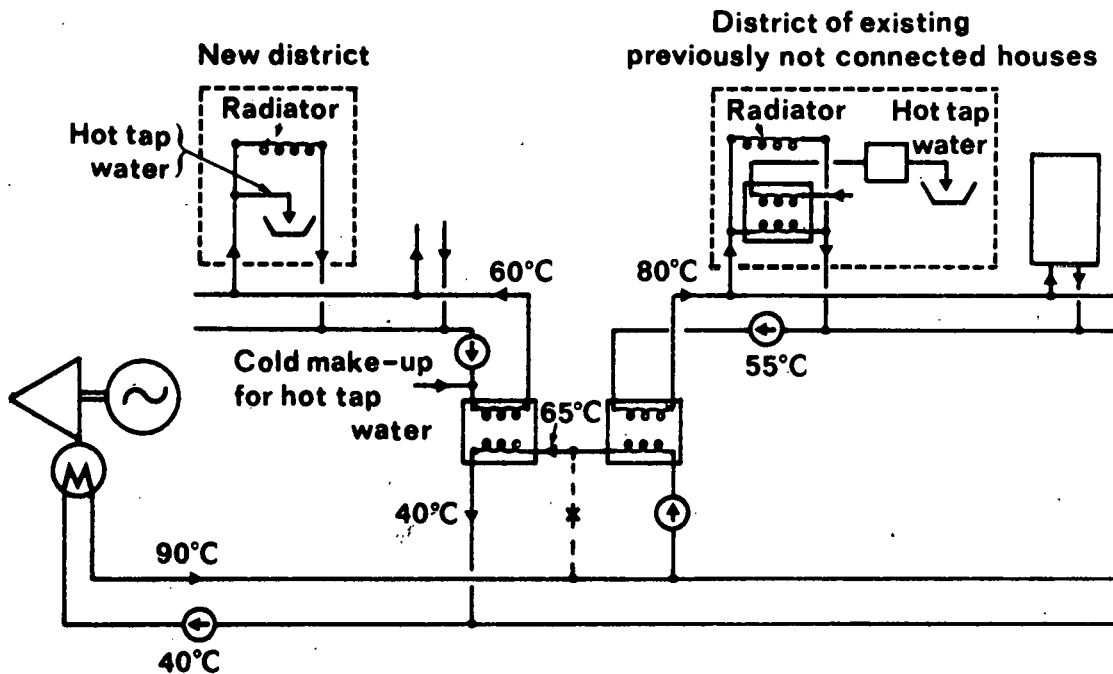 District of existing
previously not connected houses
New district
Radiator
Hot tap
water
Radiator
Hot tap
water
60°C
80°C
55°C
Cold make-up
for hot tap
water
65°C
40°C
90°C
40°C